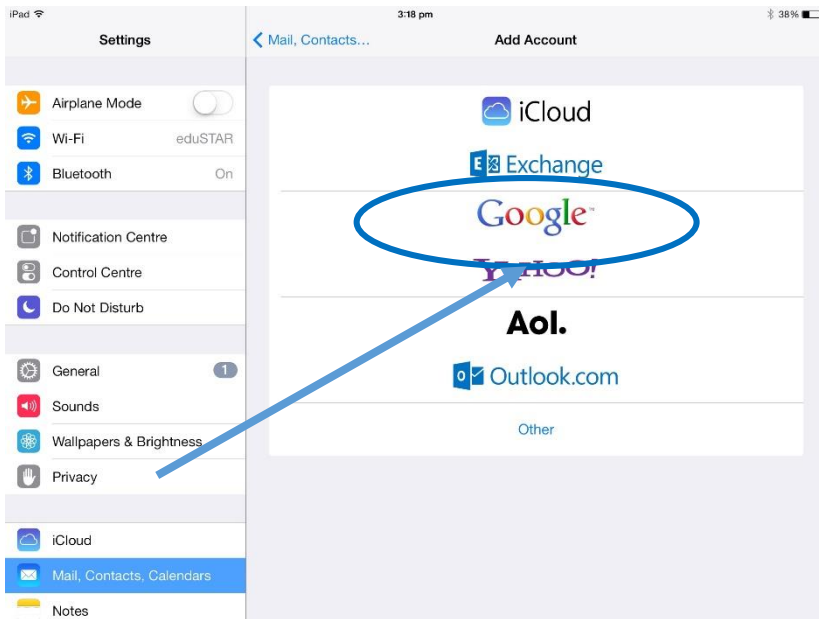 iPad 3:18 pm 38%
Settings
Mail, Contacts...
Add Account
Airplane Mode
Wi-Fi eduSTAR
Bluetooth On
Notification Centre
Control Centre
Do Not Disturb
General 1
Sounds
Wallpapers & Brightness
Privacy
iCloud
Mail, Contacts, Calendars
Notes
iCloud
E Exchange
Google™
YAHOO!
Aol.
o Outlook.com
Other